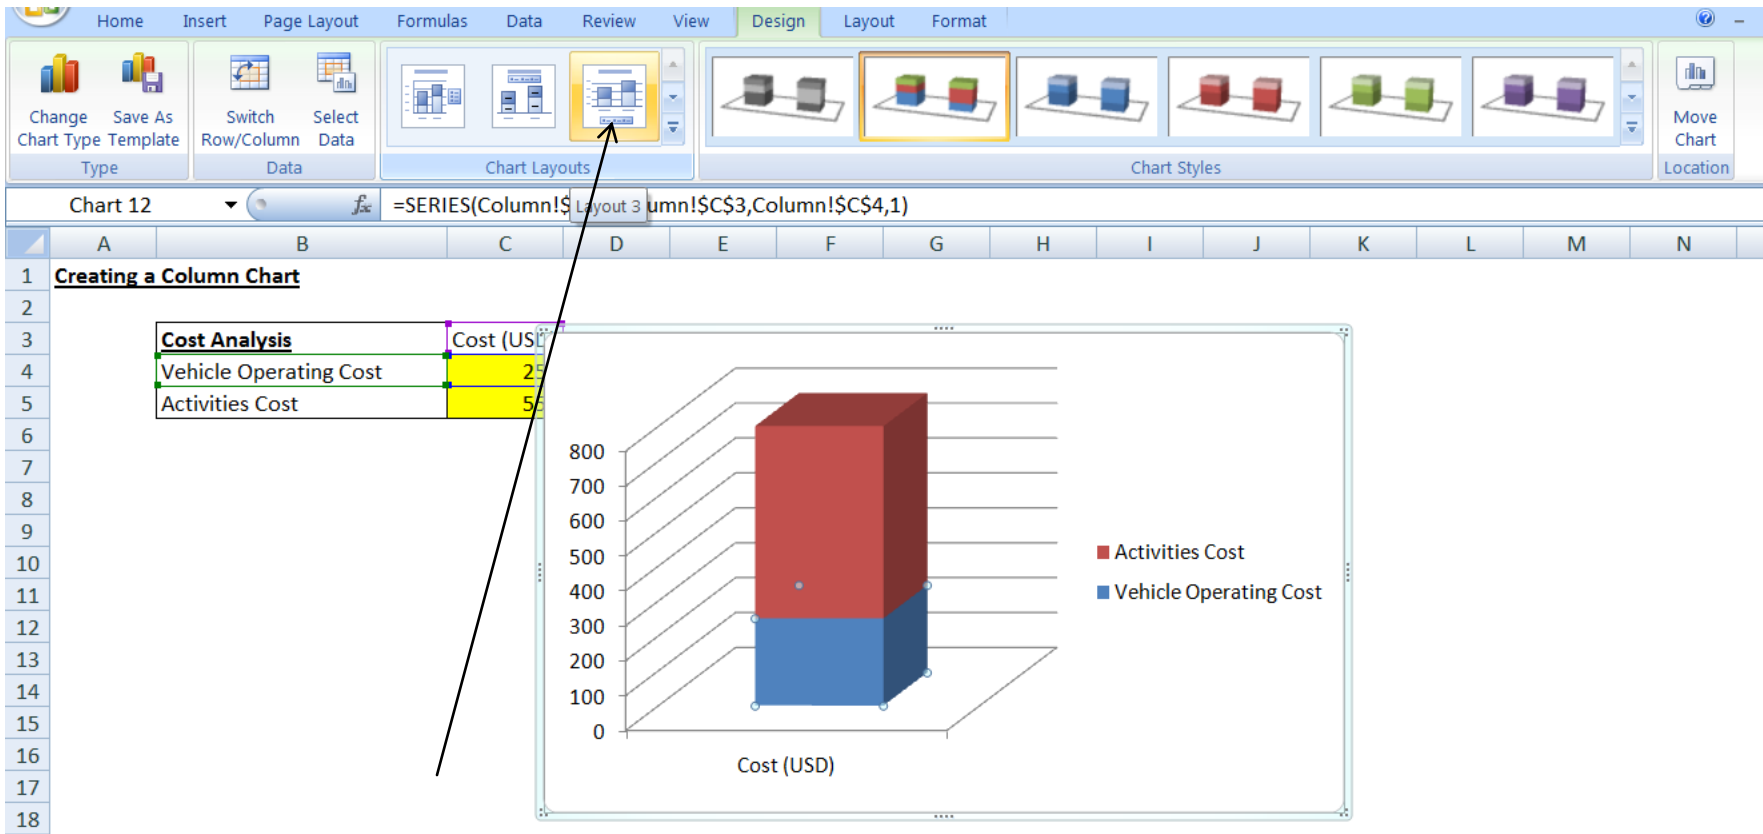 Home Insert Page Layout Formulas Data Review View Design Layout Format
Change Chart Type
Save As Template
Switch Row/Column
Select Data
Move Chart
Type Data Chart Layouts Chart Styles Location
Chart 12 fx =SERIES(Column!$ Layout 3 umn!$C$3,Column!$C$4,1)
A B C D E F G H I J K L M N
1 Creating a Column Chart
2
3 Cost Analysis Cost (USD
4 Vehicle Operating Cost 25
5 Activities Cost 55
6
7
8
9
10
11
12
13
14
15
16
17
18
800
700
600
500
400
300
200
100
0
Cost (USD)
Activities Cost
Vehicle Operating Cost